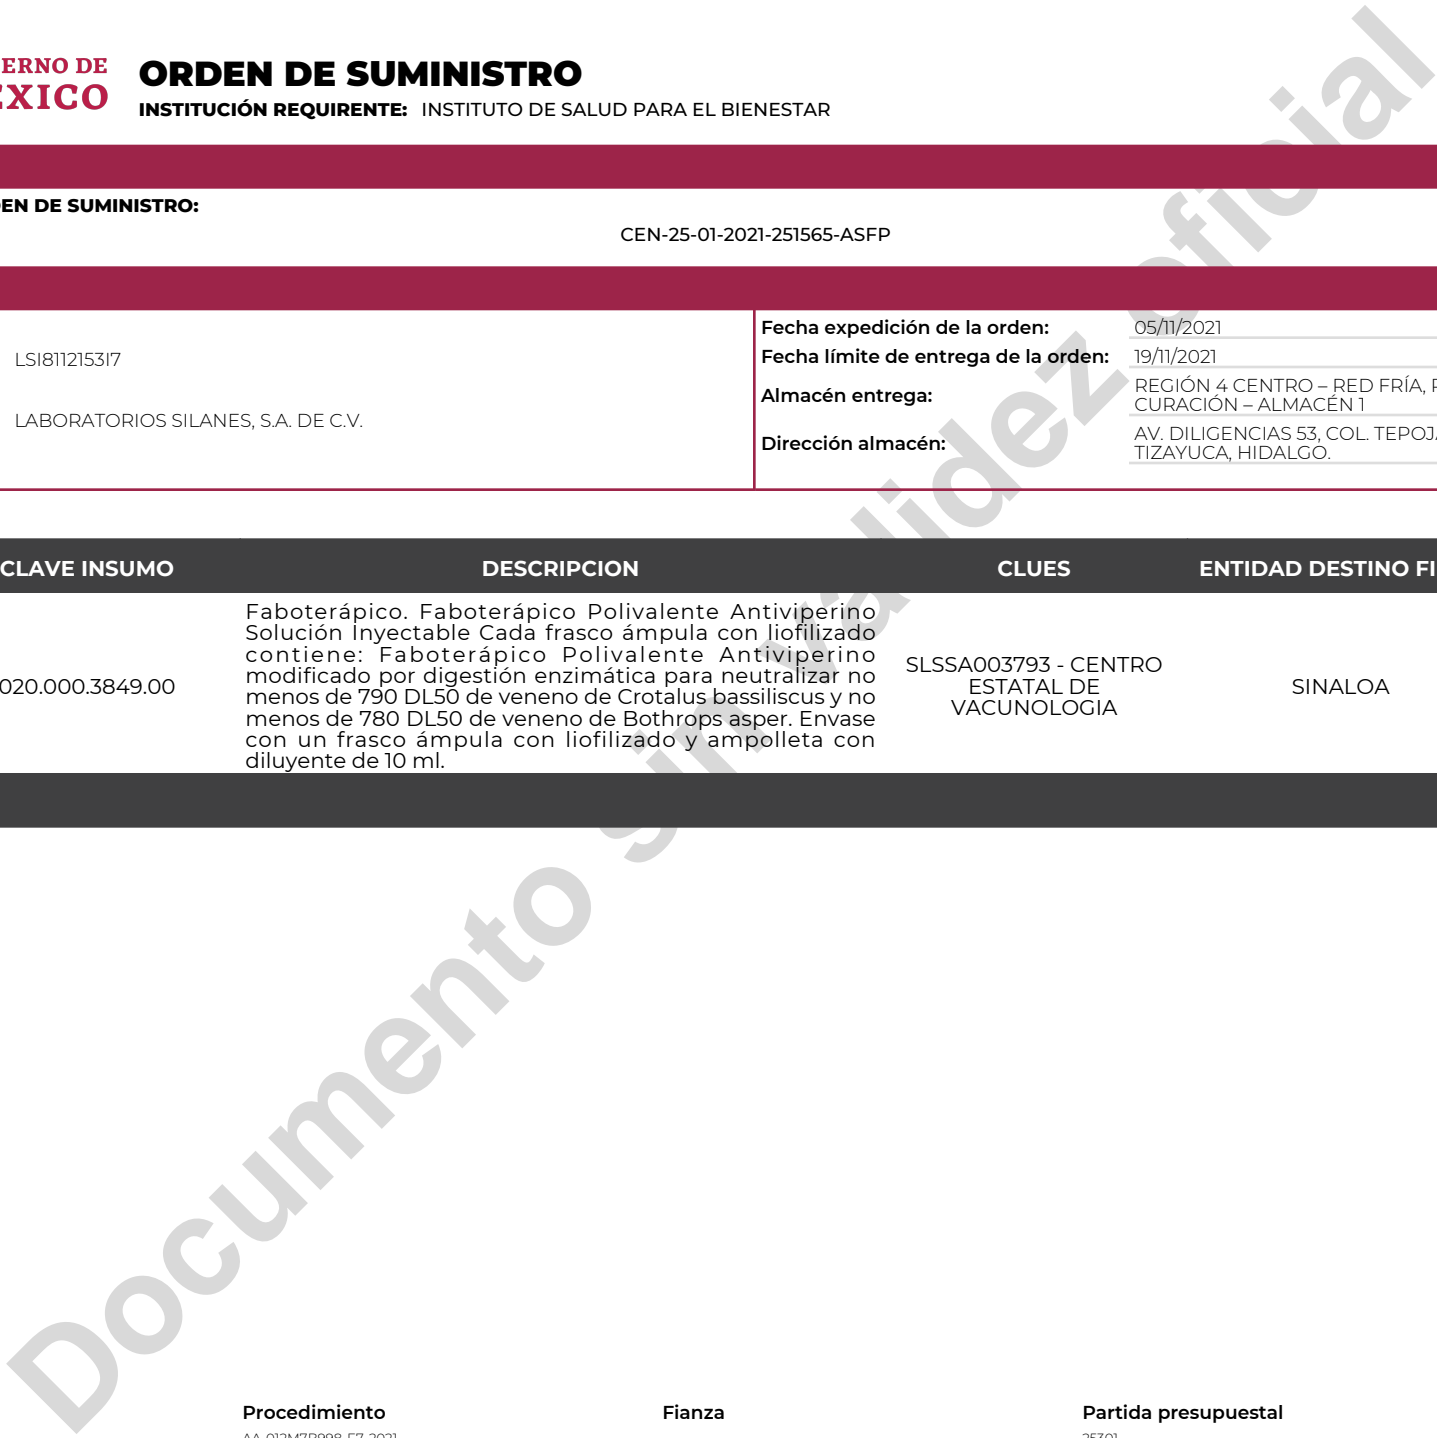 ERNO DE
ÉXICO
ORDEN DE SUMINISTRO
INSTITUCIÓN REQUIRENTE: INSTITUTO DE SALUD PARA EL BIENESTAR
EN DE SUMINISTRO:
CEN-25-01-2021-251565-ASFP
LSI8112153I7
LABORATORIOS SILANES, S.A. DE C.V.
Fecha expedición de la orden: 05/11/2021
Fecha límite de entrega de la orden: 19/11/2021
Almacén entrega: REGIÓN 4 CENTRO – RED FRÍA,
CURACIÓN – ALMACÉN 1
Dirección almacén: AV. DILIGENCIAS 53, COL. TEPOJA
TIZAYUCA, HIDALGO.
CLAVE INSUMO DESCRIPCION CLUES ENTIDAD DESTINO FI
020.000.3849.00
Faboterápico. Faboterápico Polivalente Antiviperino
Solución Inyectable Cada frasco ámpula con liofilizado
contiene: Faboterápico Polivalente Antiviperino
modificado por digestión enzimática para neutralizar no
menos de 790 DL50 de veneno de Crotalus bassiliscus y no
menos de 780 DL50 de veneno de Bothrops asper. Envase
con un frasco ámpula con liofilizado y ampolleta con
diluyente de 10 ml.
SLSSA003793 - CENTRO
ESTATAL DE
VACUNOLOGIA
SINALOA
Documento sin validez oficial
Procedimiento Fianza Partida presupuestal